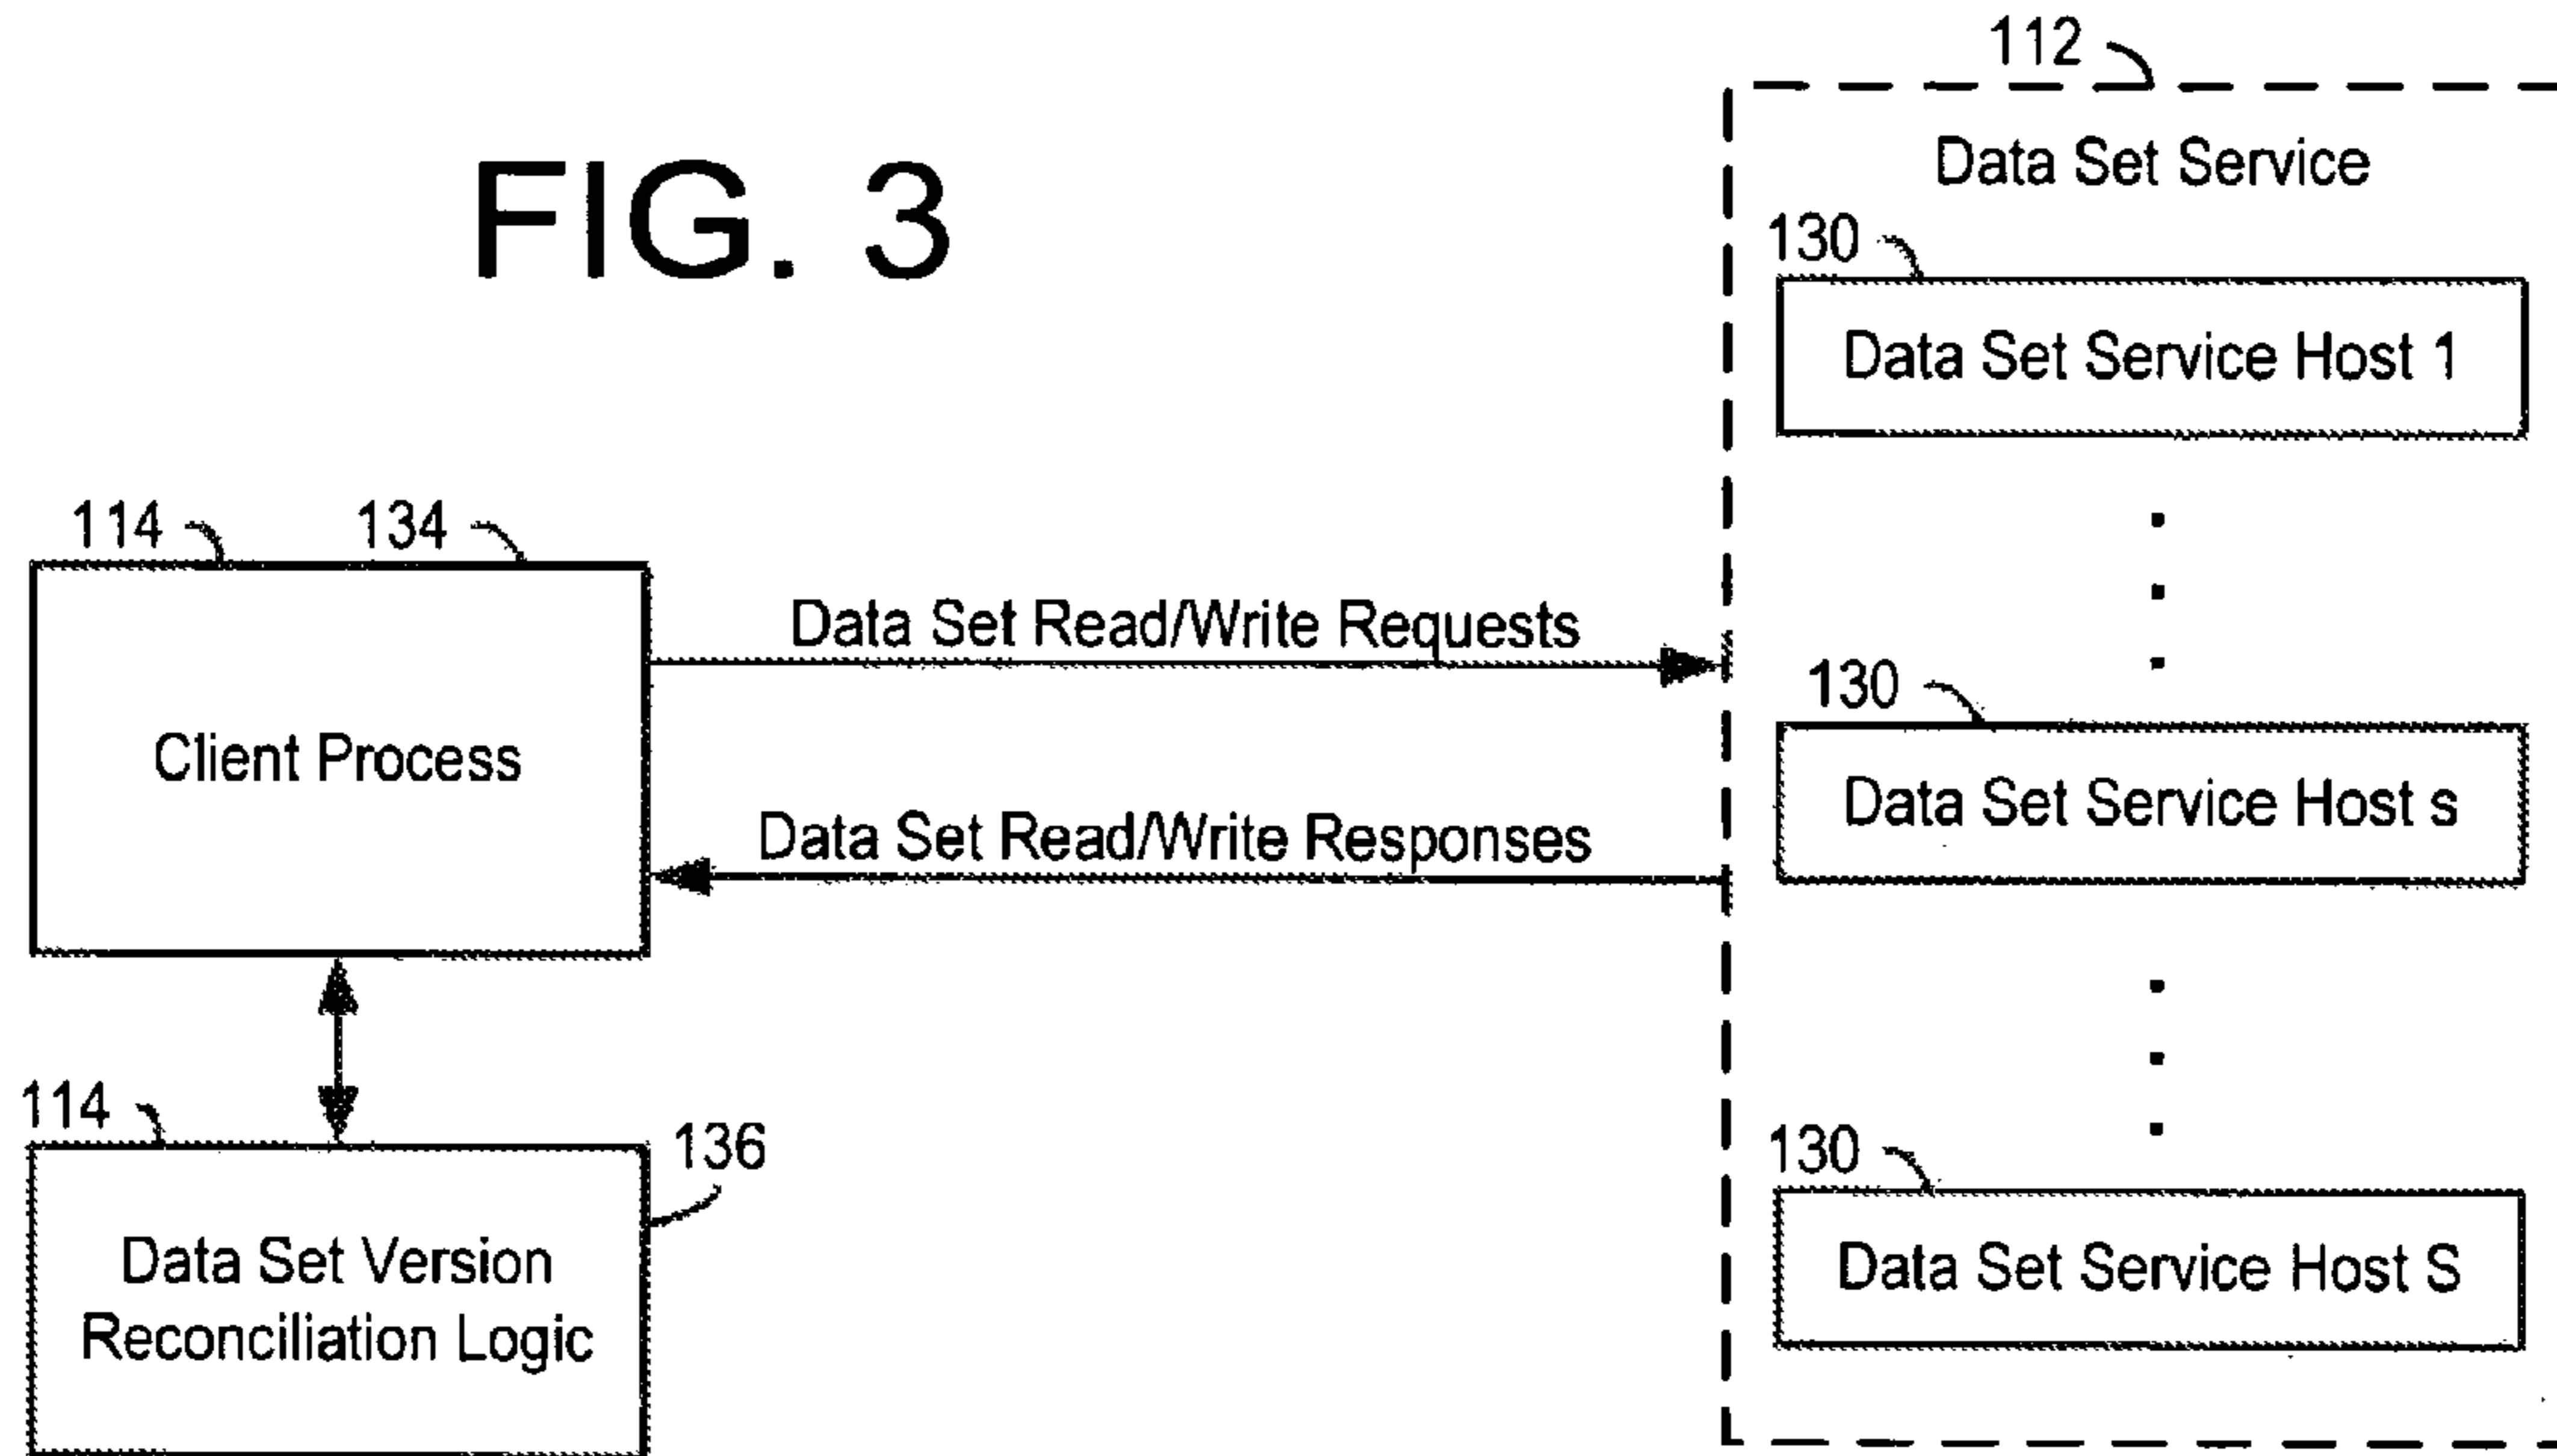 FIG. 3
112
Data Set Service
130
Data Set Service Host 1
114
134
Data Set Read/Write Requests
Client Process
130
Data Set Service Host s
Data Set Read/Write Responses
114
136
Data Set Version
Reconciliation Logic
130
Data Set Service Host S